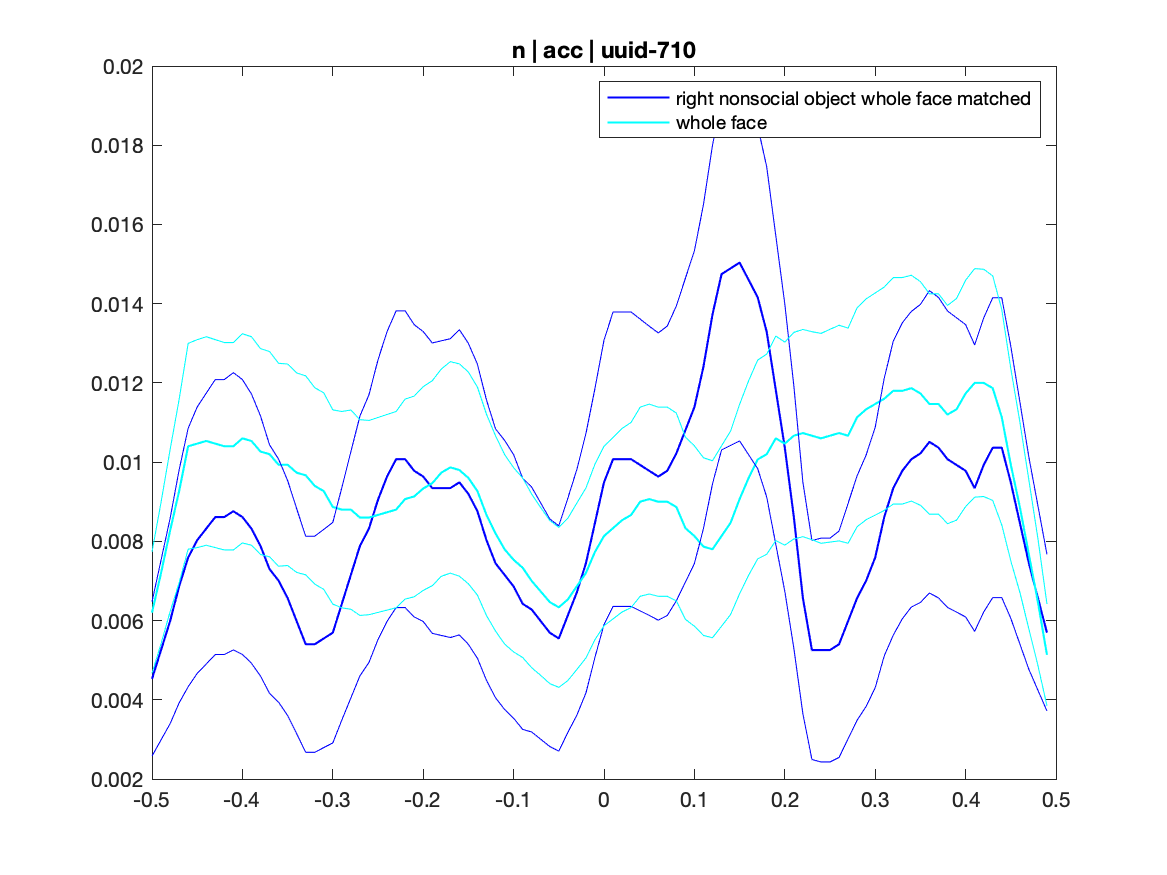 n | acc | uuid-710
right nonsocial object whole face matched
whole face
0.02
0.018
0.016
0.014
0.012
0.01
0.008
0.006
0.004
0.002
-0.5 -0.4 -0.3 -0.2 -0.1 0 0.1 0.2 0.3 0.4 0.5